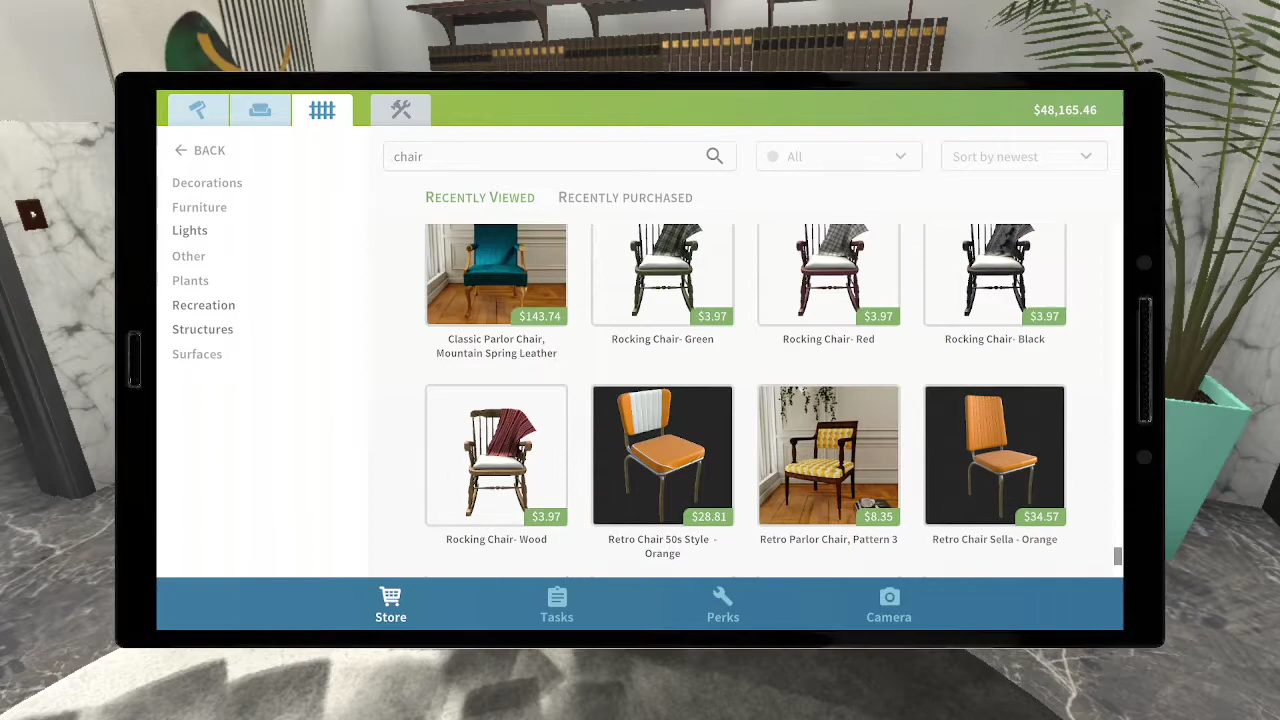 $48,165.46
BACK
chair
All
Sort by newest
Decorations
Furniture
Lights
Other
Plants
Recreation
Structures
Surfaces
RECENTLY VIEWED
RECENTLY PURCHASED
$143.74
$3.97
$3.97
$3.97
Classic Parlor Chair,
Mountain Spring Leather
Rocking Chair- Green
Rocking Chair- Red
Rocking Chair- Black
$3.97
$28.81
$8.35
$34.57
Rocking Chair- Wood
Retro Chair 50s Style -
Orange
Retro Parlor Chair, Pattern 3
Retro Chair Sella - Orange
Store
Tasks
Perks
Camera